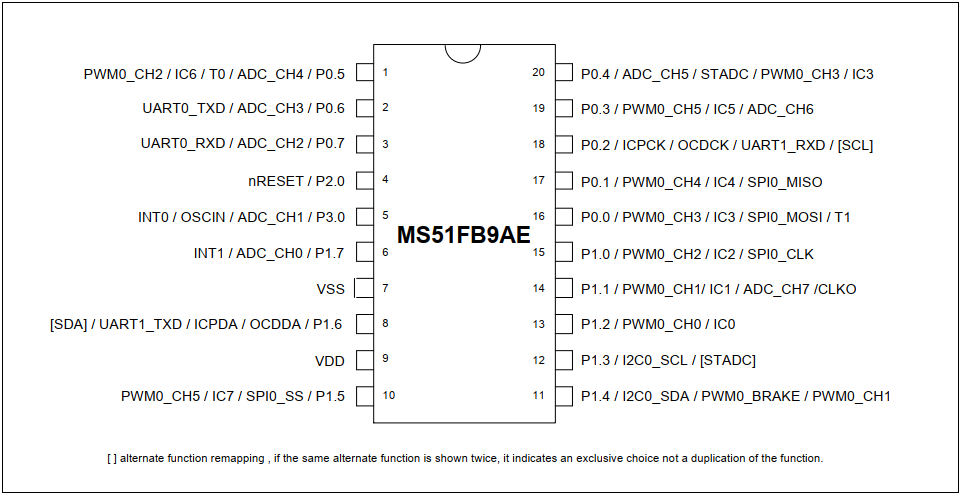 PWM0_CH2 / IC6 / T0 / ADC_CH4 / P0.5 1 20 P0.4 / ADC_CH5 / STADC / PWM0_CH3 / IC3
UART0_TXD / ADC_CH3 / P0.6 2 19 P0.3 / PWM0_CH5 / IC5 / ADC_CH6
UART0_RXD / ADC_CH2 / P0.7 3 18 P0.2 / ICPCK / OCDCK / UART1_RXD / [SCL]
nRESET / P2.0 4 17 P0.1 / PWM0_CH4 / IC4 / SPI0_MISO
INT0 / OSCIN / ADC_CH1 / P3.0 5 16 P0.0 / PWM0_CH3 / IC3 / SPI0_MOSI / T1
MS51FB9AE
INT1 / ADC_CH0 / P1.7 6 15 P1.0 / PWM0_CH2 / IC2 / SPI0_CLK
VSS 7 14 P1.1 / PWM0_CH1/ IC1 / ADC_CH7 /CLKO
[SDA] / UART1_TXD / ICPDA / OCDDA / P1.6 8 13 P1.2 / PWM0_CH0 / IC0
VDD 9 12 P1.3 / I2C0_SCL / [STADC]
PWM0_CH5 / IC7 / SPI0_SS / P1.5 10 11 P1.4 / I2C0_SDA / PWM0_BRAKE / PWM0_CH1
[ ] alternate function remapping , if the same alternate function is shown twice, it indicates an exclusive choice not a duplication of the function.